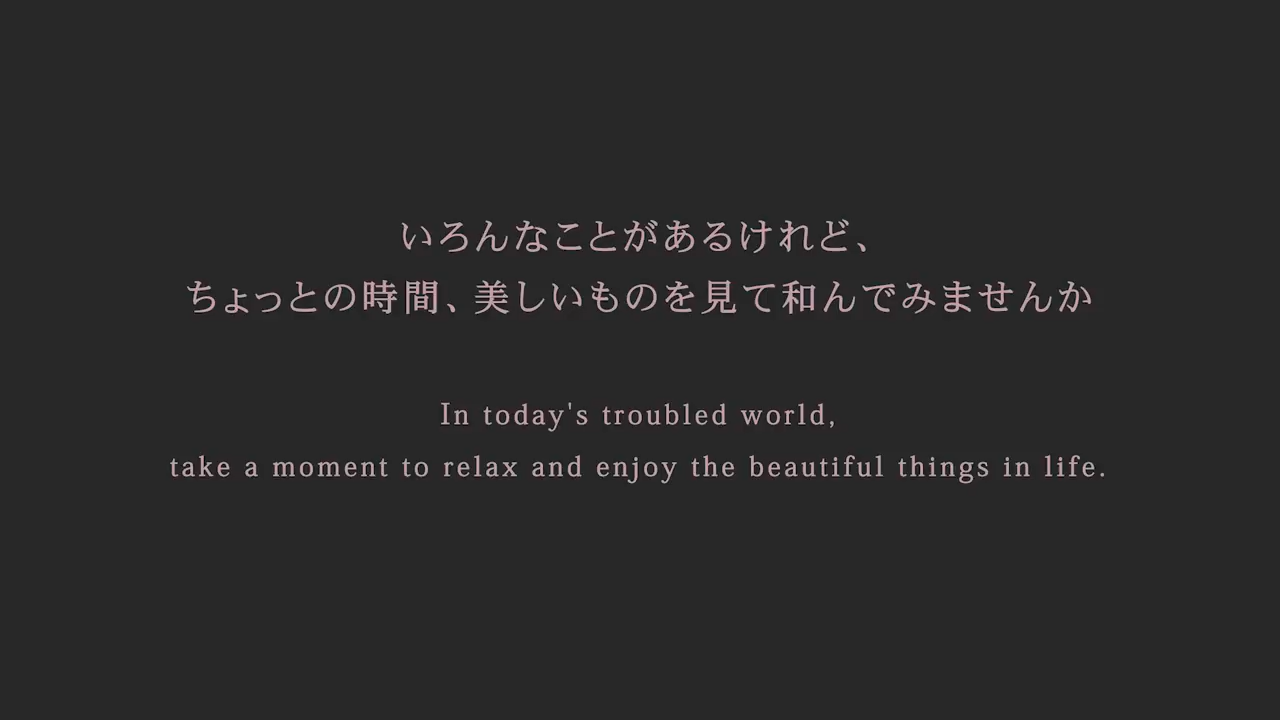 いろんなことがあるけれど、
ちょっとの時間、美しいものを見て和んでみませんか
In today's troubled world,
take a moment to relax and enjoy the beautiful things in life.